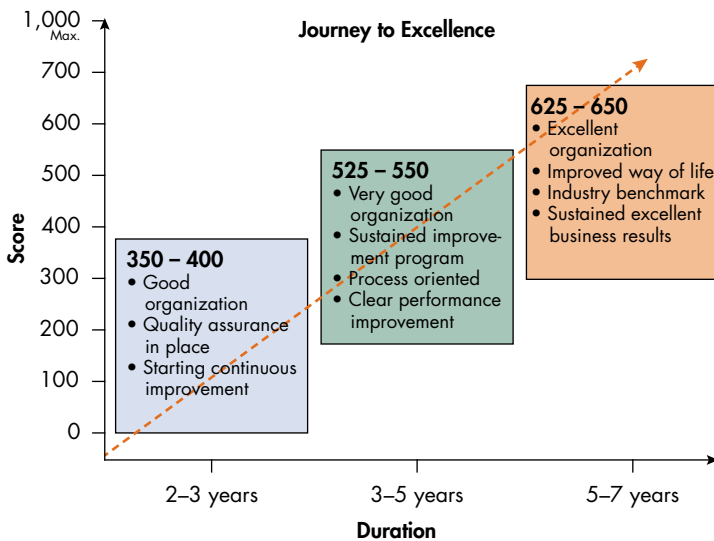 Journey to Excellence
1,000
Max.
700
600
500
400
300
200
100
0
Score
350 – 400
• Good
organization
• Quality assurance
in place
• Starting continuous
improvement
525 – 550
• Very good
organization
• Sustained improve-
ment program
• Process oriented
• Clear performance
improvement
625 – 650
• Excellent
organization
• Improved way of life
• Industry benchmark
• Sustained excellent
business results
2–3 years
3–5 years
5–7 years
Duration